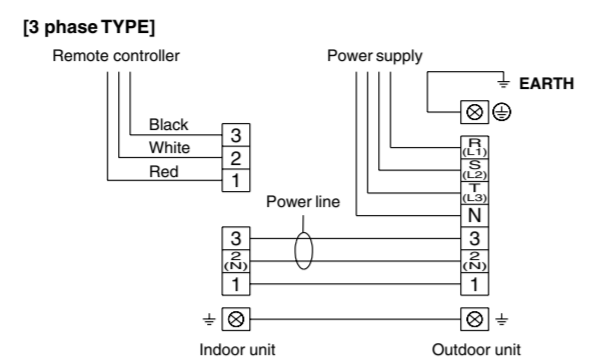 [3 phase TYPE]
Remote controller
Power supply
EARTH
Black
White
Red
3
2
1
R
(L1)
S
(L2)
T
(L3)
N
Power line
3
2
(N)
1
3
2
(N)
1
Indoor unit
Outdoor unit